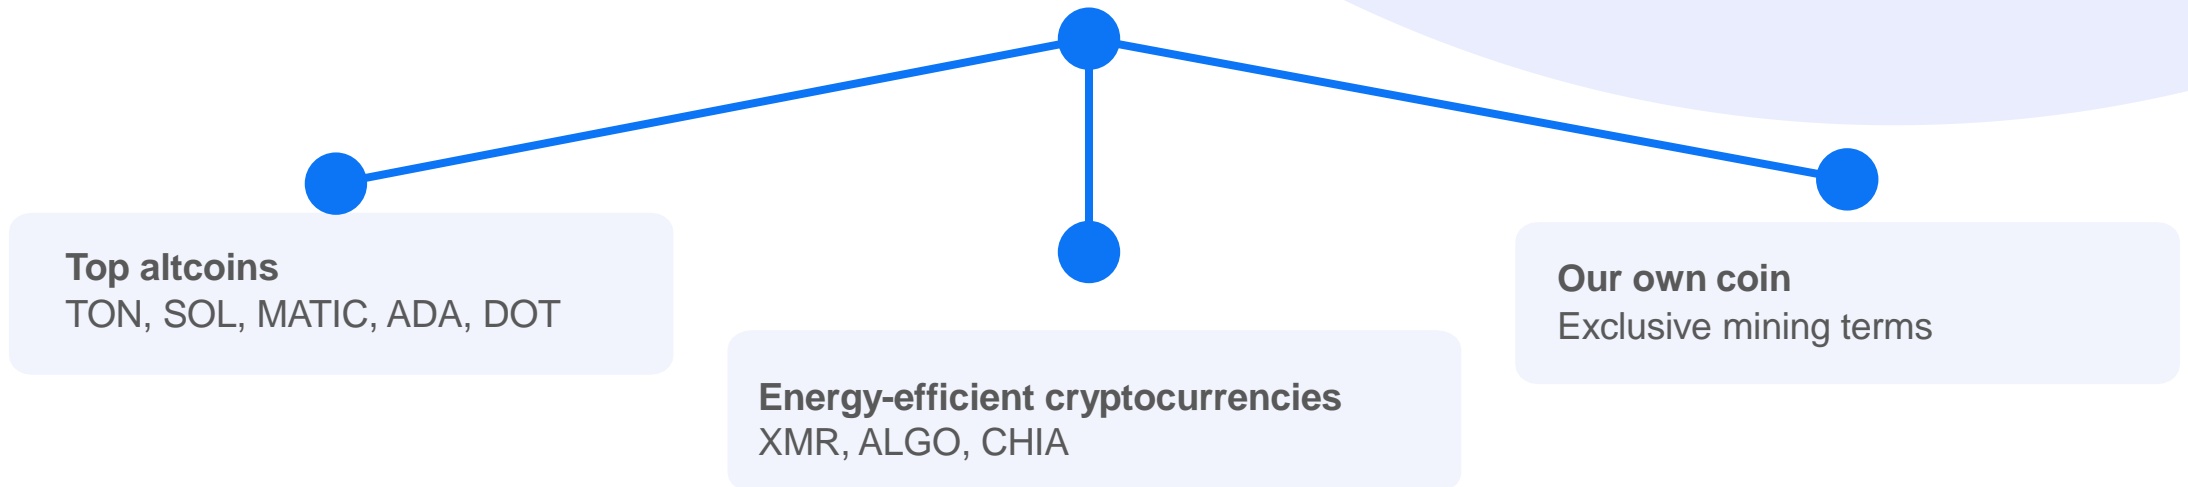 Top altcoins
TON, SOL, MATIC, ADA, DOT
Energy-efficient cryptocurrencies
XMR, ALGO, CHIA
Our own coin
Exclusive mining terms